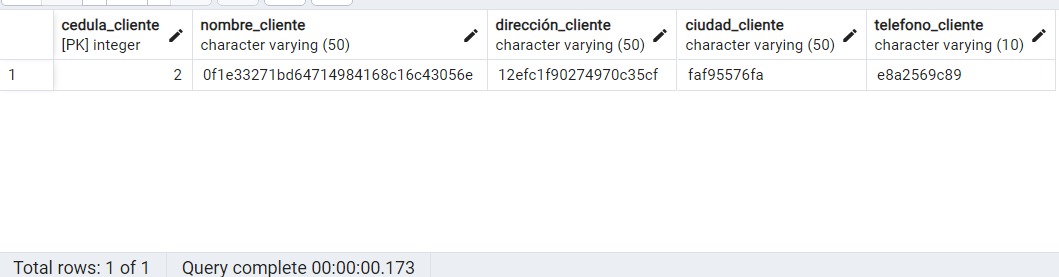 cedula_cliente nombre_cliente dirección_cliente ciudad_cliente telefono_cliente
[PK] integer character varying (50) character varying (50) character varying (50) character varying (10)
1 2 0f1e33271bd64714984168c16c43056e 12efc1f90274970c35cf faf95576fa e8a2569c89
Total rows: 1 of 1 Query complete 00:00:00.173